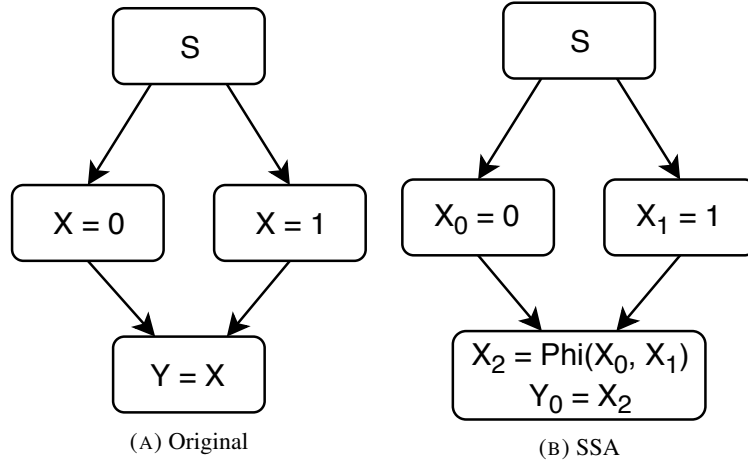 S
X = 0
X = 1
Y = X
(A) Original
S
X₀ = 0
X₁ = 1
X₂ = Phi(X₀, X₁)
Y₀ = X₂
(B) SSA